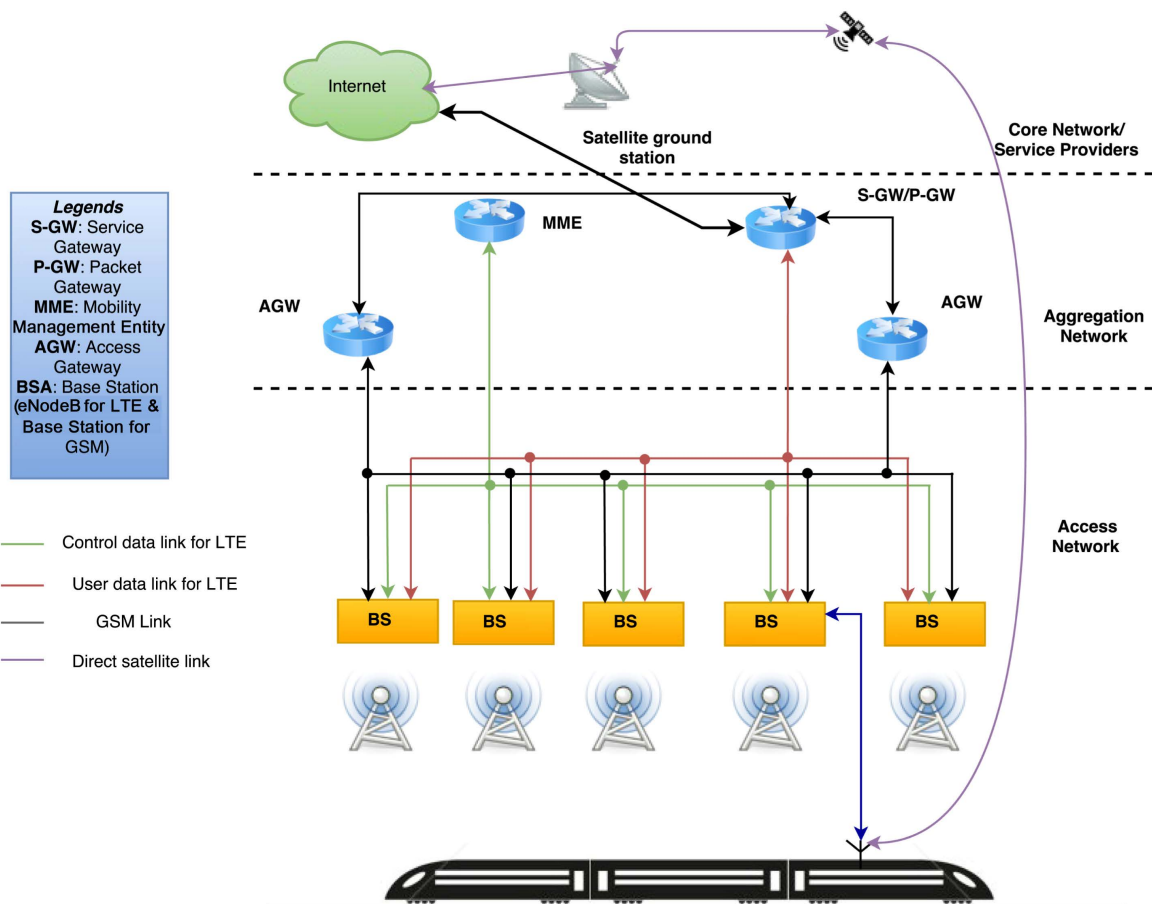 Internet
Satellite ground
station
Core Network/
Service Providers
S-GW/P-GW
MME
AGW
AGW
Aggregation
Network
Legends
S-GW: Service
Gateway
P-GW: Packet
Gateway
MME: Mobility
Management Entity
AGW: Access
Gateway
BSA: Base Station
(eNodeB for LTE &
Base Station for
GSM)
Access
Network
Control data link for LTE
User data link for LTE
GSM Link
Direct satellite link
BS
BS
BS
BS
BS